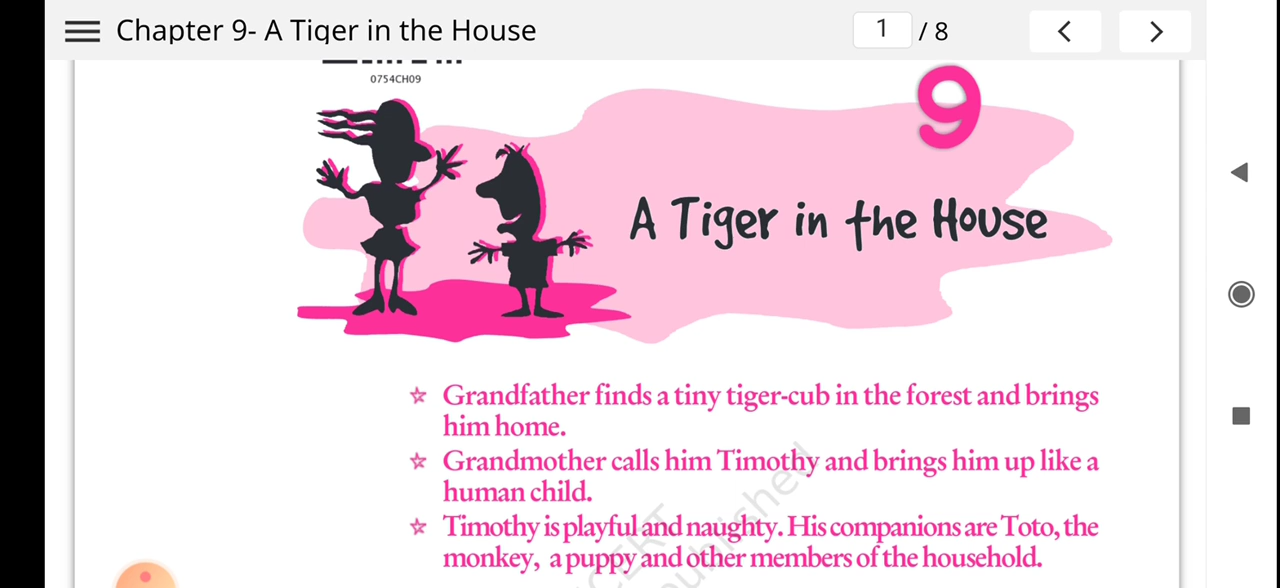 Chapter 9- A Tiger in the House
1 / 8
0754CH09
9
A Tiger in the House
☆ Grandfather finds a tiny tiger-cub in the forest and brings
him home.
☆ Grandmother calls him Timothy and brings him up like a
human child.
☆ Timothy is playful and naughty. His companions are Toto, the
monkey, a puppy and other members of the household.